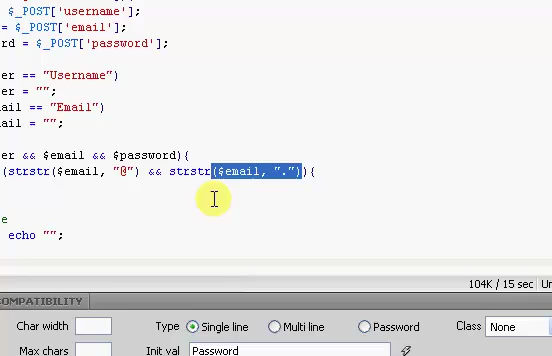 $_POST['username']
= $_POST['email'];
rd = $_POST['password'];
er == "Username")
er = "";
ail == "Email")
ail = "";
er && $email && $password){
(strstr($email, "@") && strstr($email, ".")){
e
echo "";
104K / 15 sec Un
COMPATIBILITY
Char width Type Single line Multi line Password Class None
Max chars Init val Password